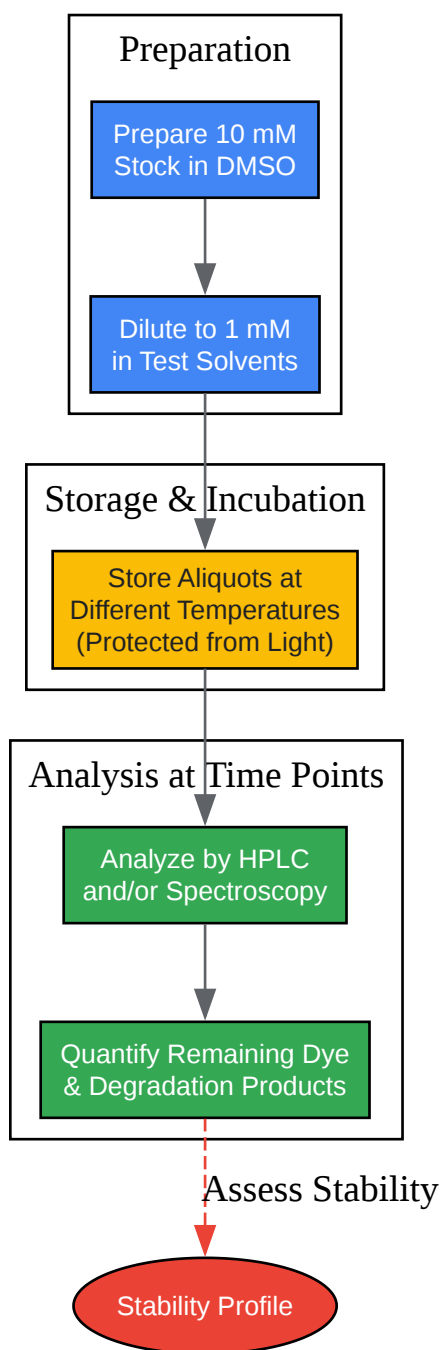 Preparation
Prepare 10 mM
Stock in DMSO
Dilute to 1 mM
in Test Solvents
Storage & Incubation
Store Aliquots at
Different Temperatures
(Protected from Light)
Analysis at Time Points
Analyze by HPLC
and/or Spectroscopy
Quantify Remaining Dye
& Degradation Products
Assess Stability
Stability Profile